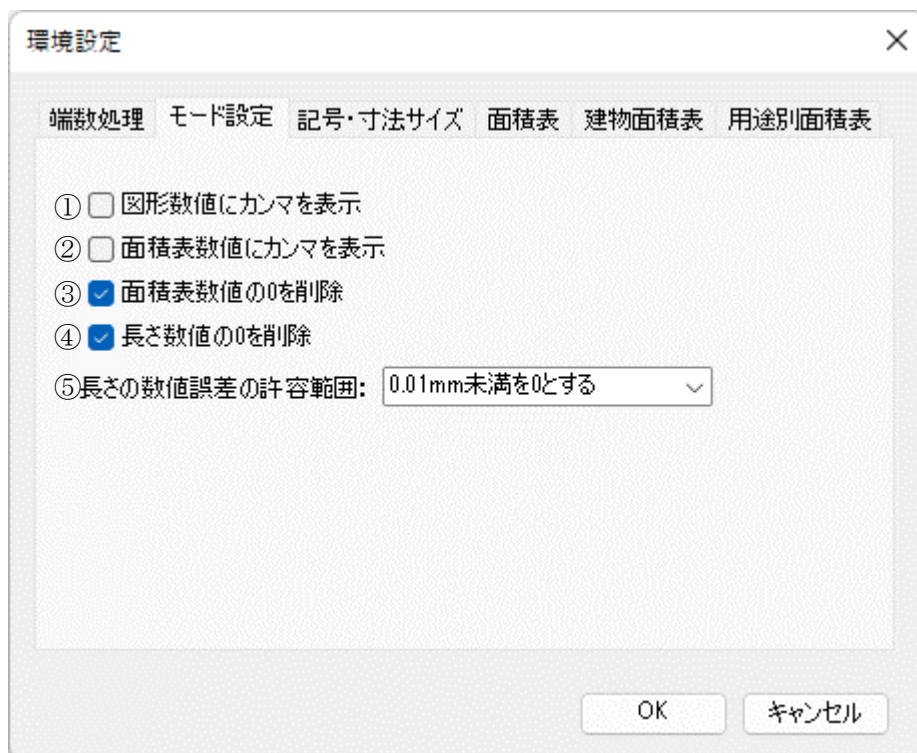 環境設定
端数処理 モード設定 記号・寸法サイズ 面積表 建物面積表 用途別面積表
① 図形数値にカンマを表示
② 面積表数値にカンマを表示
③ 面積表数値の0を削除
④ 長さ数値の0を削除
⑤長さの数値誤差の許容範囲: 0.01mm未満を0とする
OK キャンセル